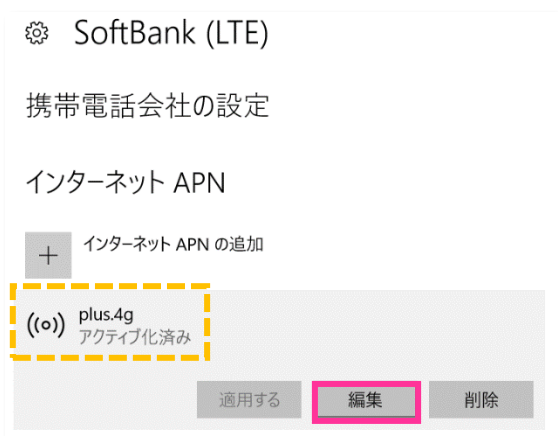 SoftBank (LTE)
携帯電話会社の設定
インターネット APN
インターネット APN の追加
plus.4g
アクティブ化済み
適用する 編集 削除